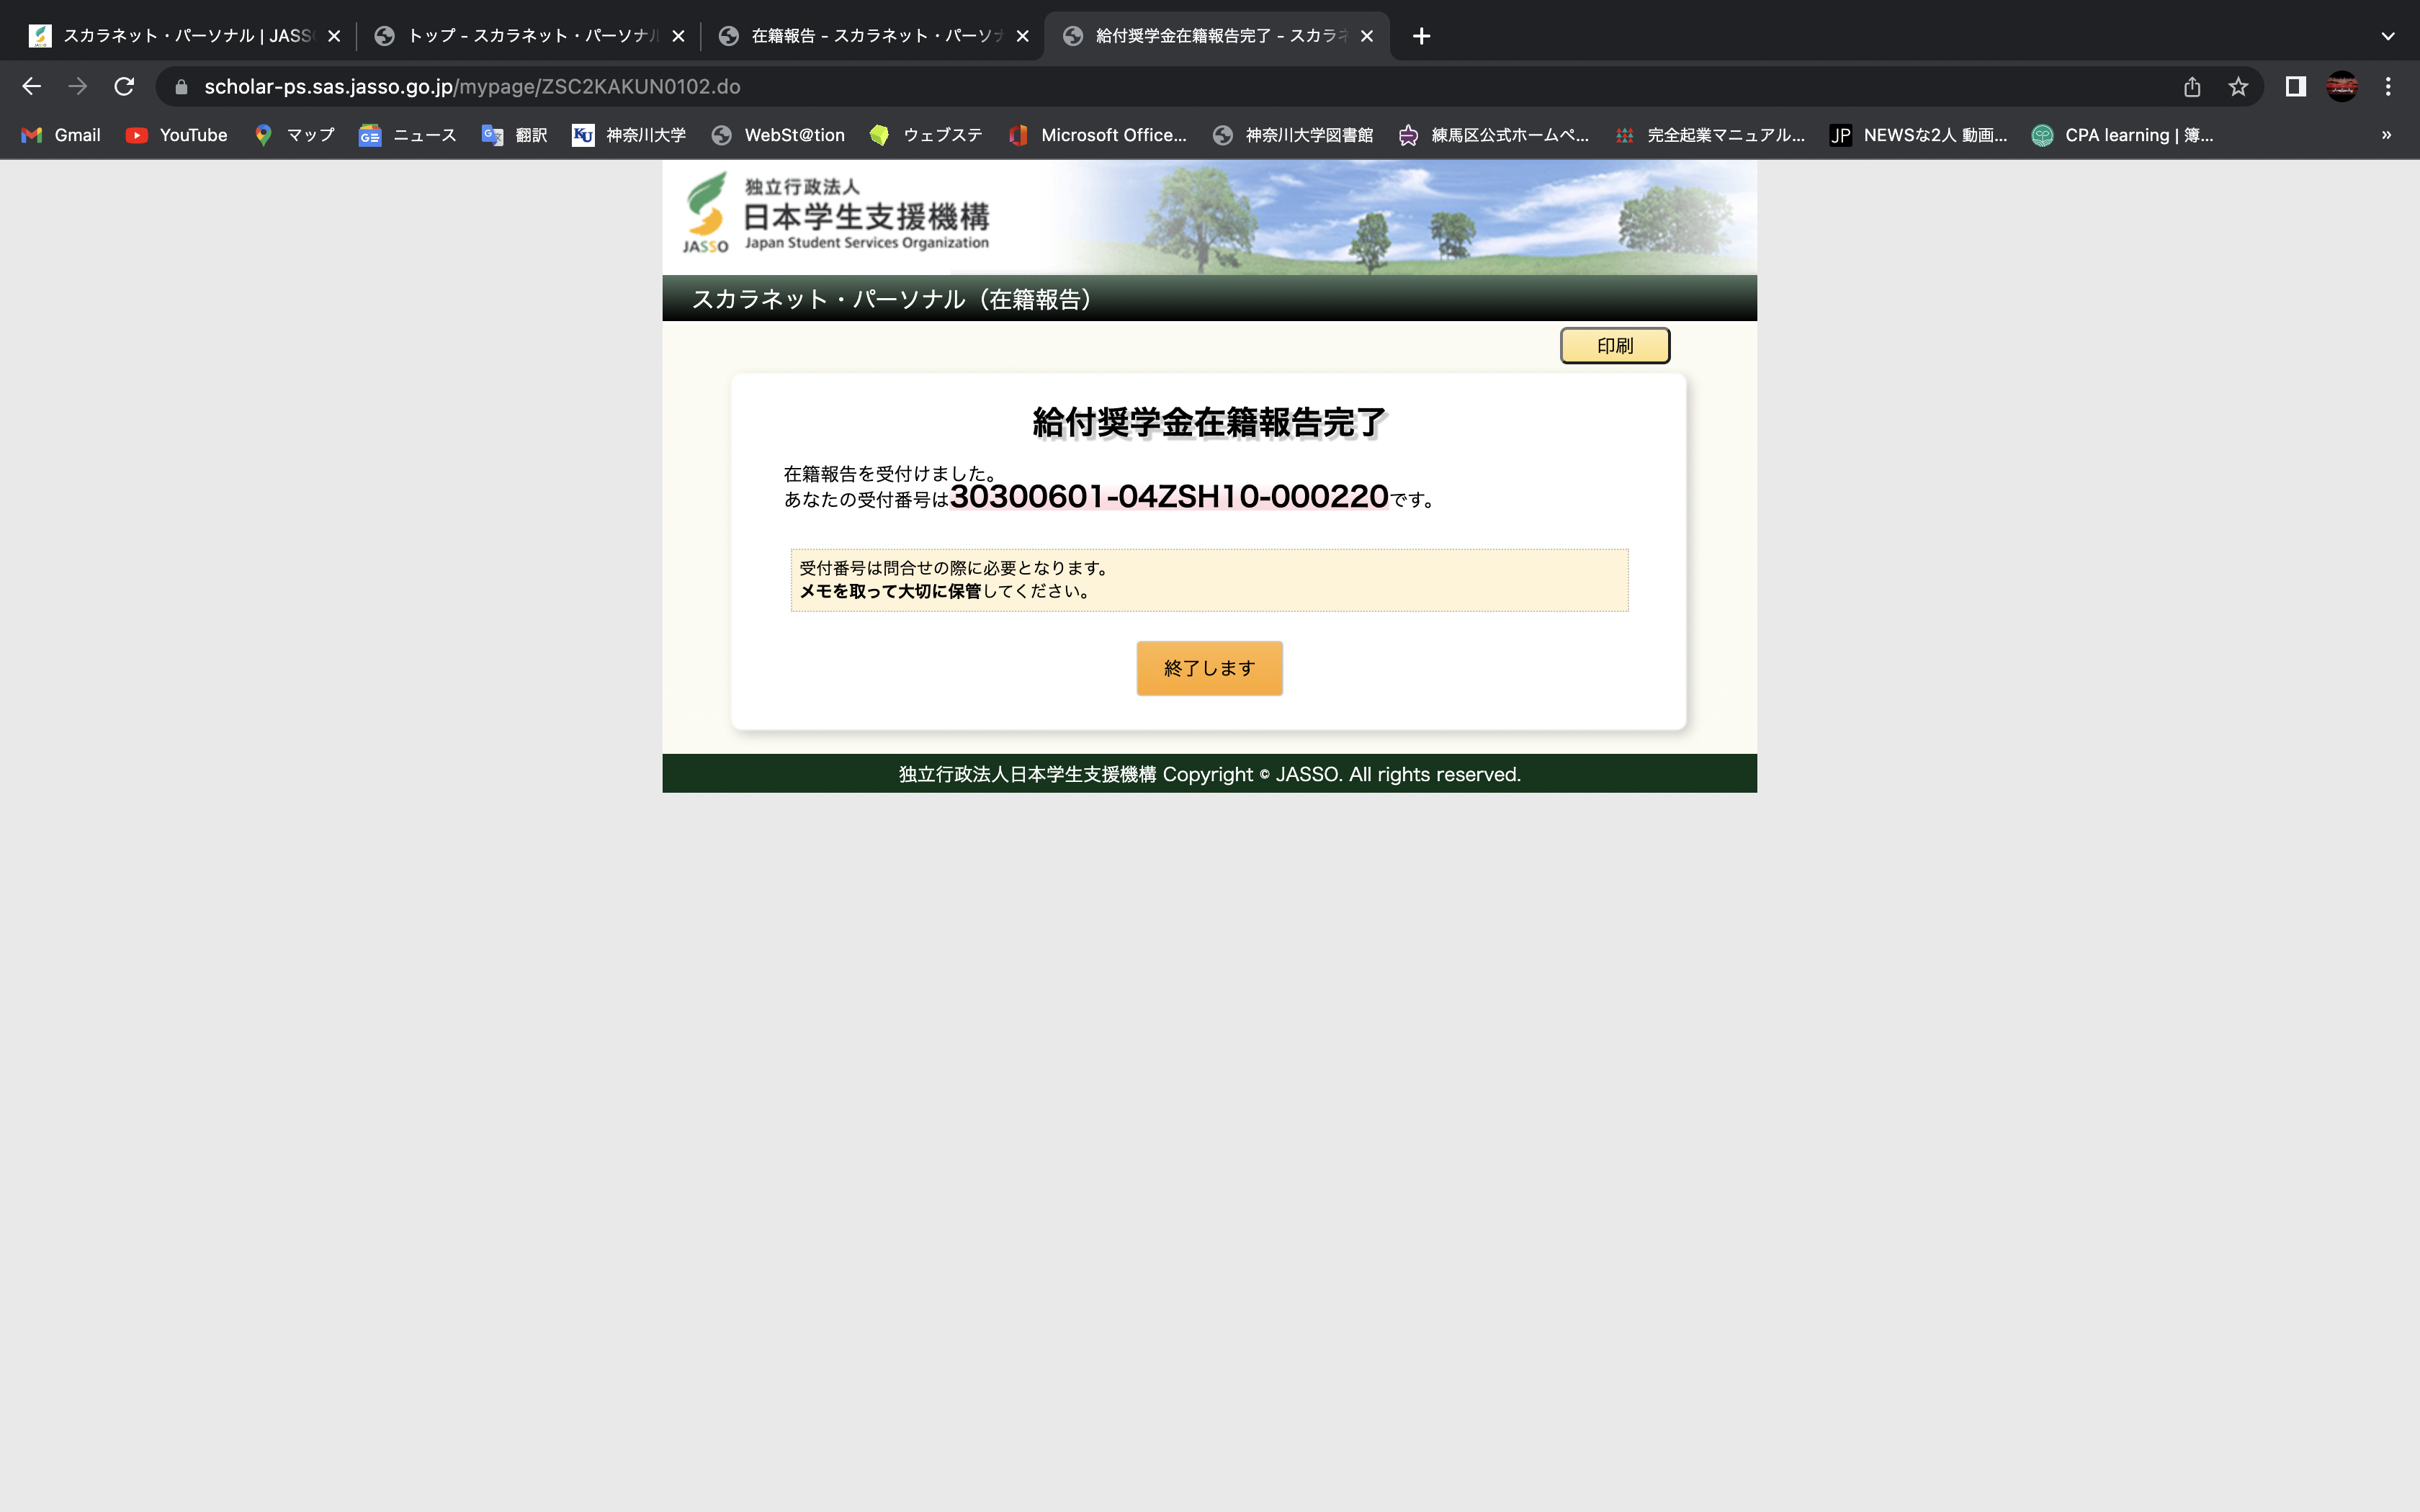 スカラネット・パーソナル | JASS
トップ - スカラネット・パーソナル
在籍報告 - スカラネット・パーソナ
給付奨学金在籍報告完了 - スカラネ
scholar-ps.sas.jasso.go.jp/mypage/ZSC2KAKUN0102.do
Gmail
YouTube
マップ
ニュース
翻訳
神奈川大学
WebSt@tion
ウェブステ
Microsoft Office...
神奈川大学図書館
練馬区公式ホームペ...
完全起業マニュアル...
JP NEWSな2人 動画...
CPA learning | 簿...
独立行政法人
日本学生支援機構
JASSO Japan Student Services Organization
スカラネット・パーソナル（在籍報告）
印刷
給付奨学金在籍報告完了
在籍報告を受付けました。
あなたの受付番号は30300601-04ZSH10-000220です。
受付番号は問合せの際に必要となります。
メモを取って大切に保管してください。
終了します
独立行政法人日本学生支援機構 Copyright © JASSO. All rights reserved.